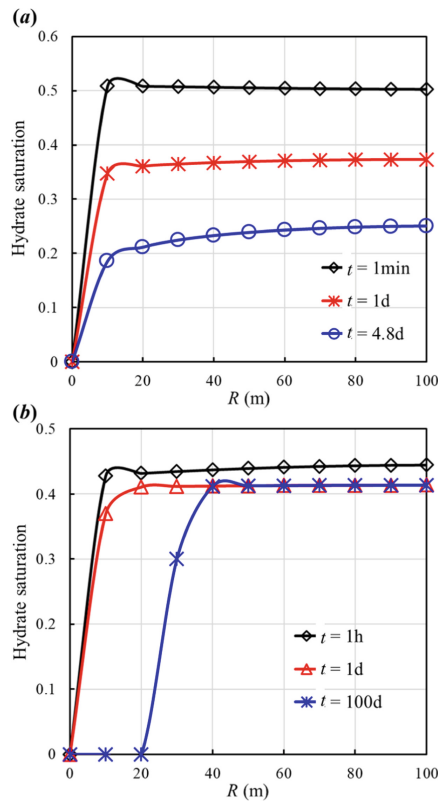 (a)
0.6
0.5
0.4
0.3
0.2
0.1
0
Hydrate saturation
t = 1min
t = 1d
t = 4.8d
0 20 40 60 80 100
R (m)
(b)
0.5
0.4
0.3
0.2
0.1
0
Hydrate saturation
t = 1h
t = 1d
t = 100d
0 20 40 60 80 100
R (m)